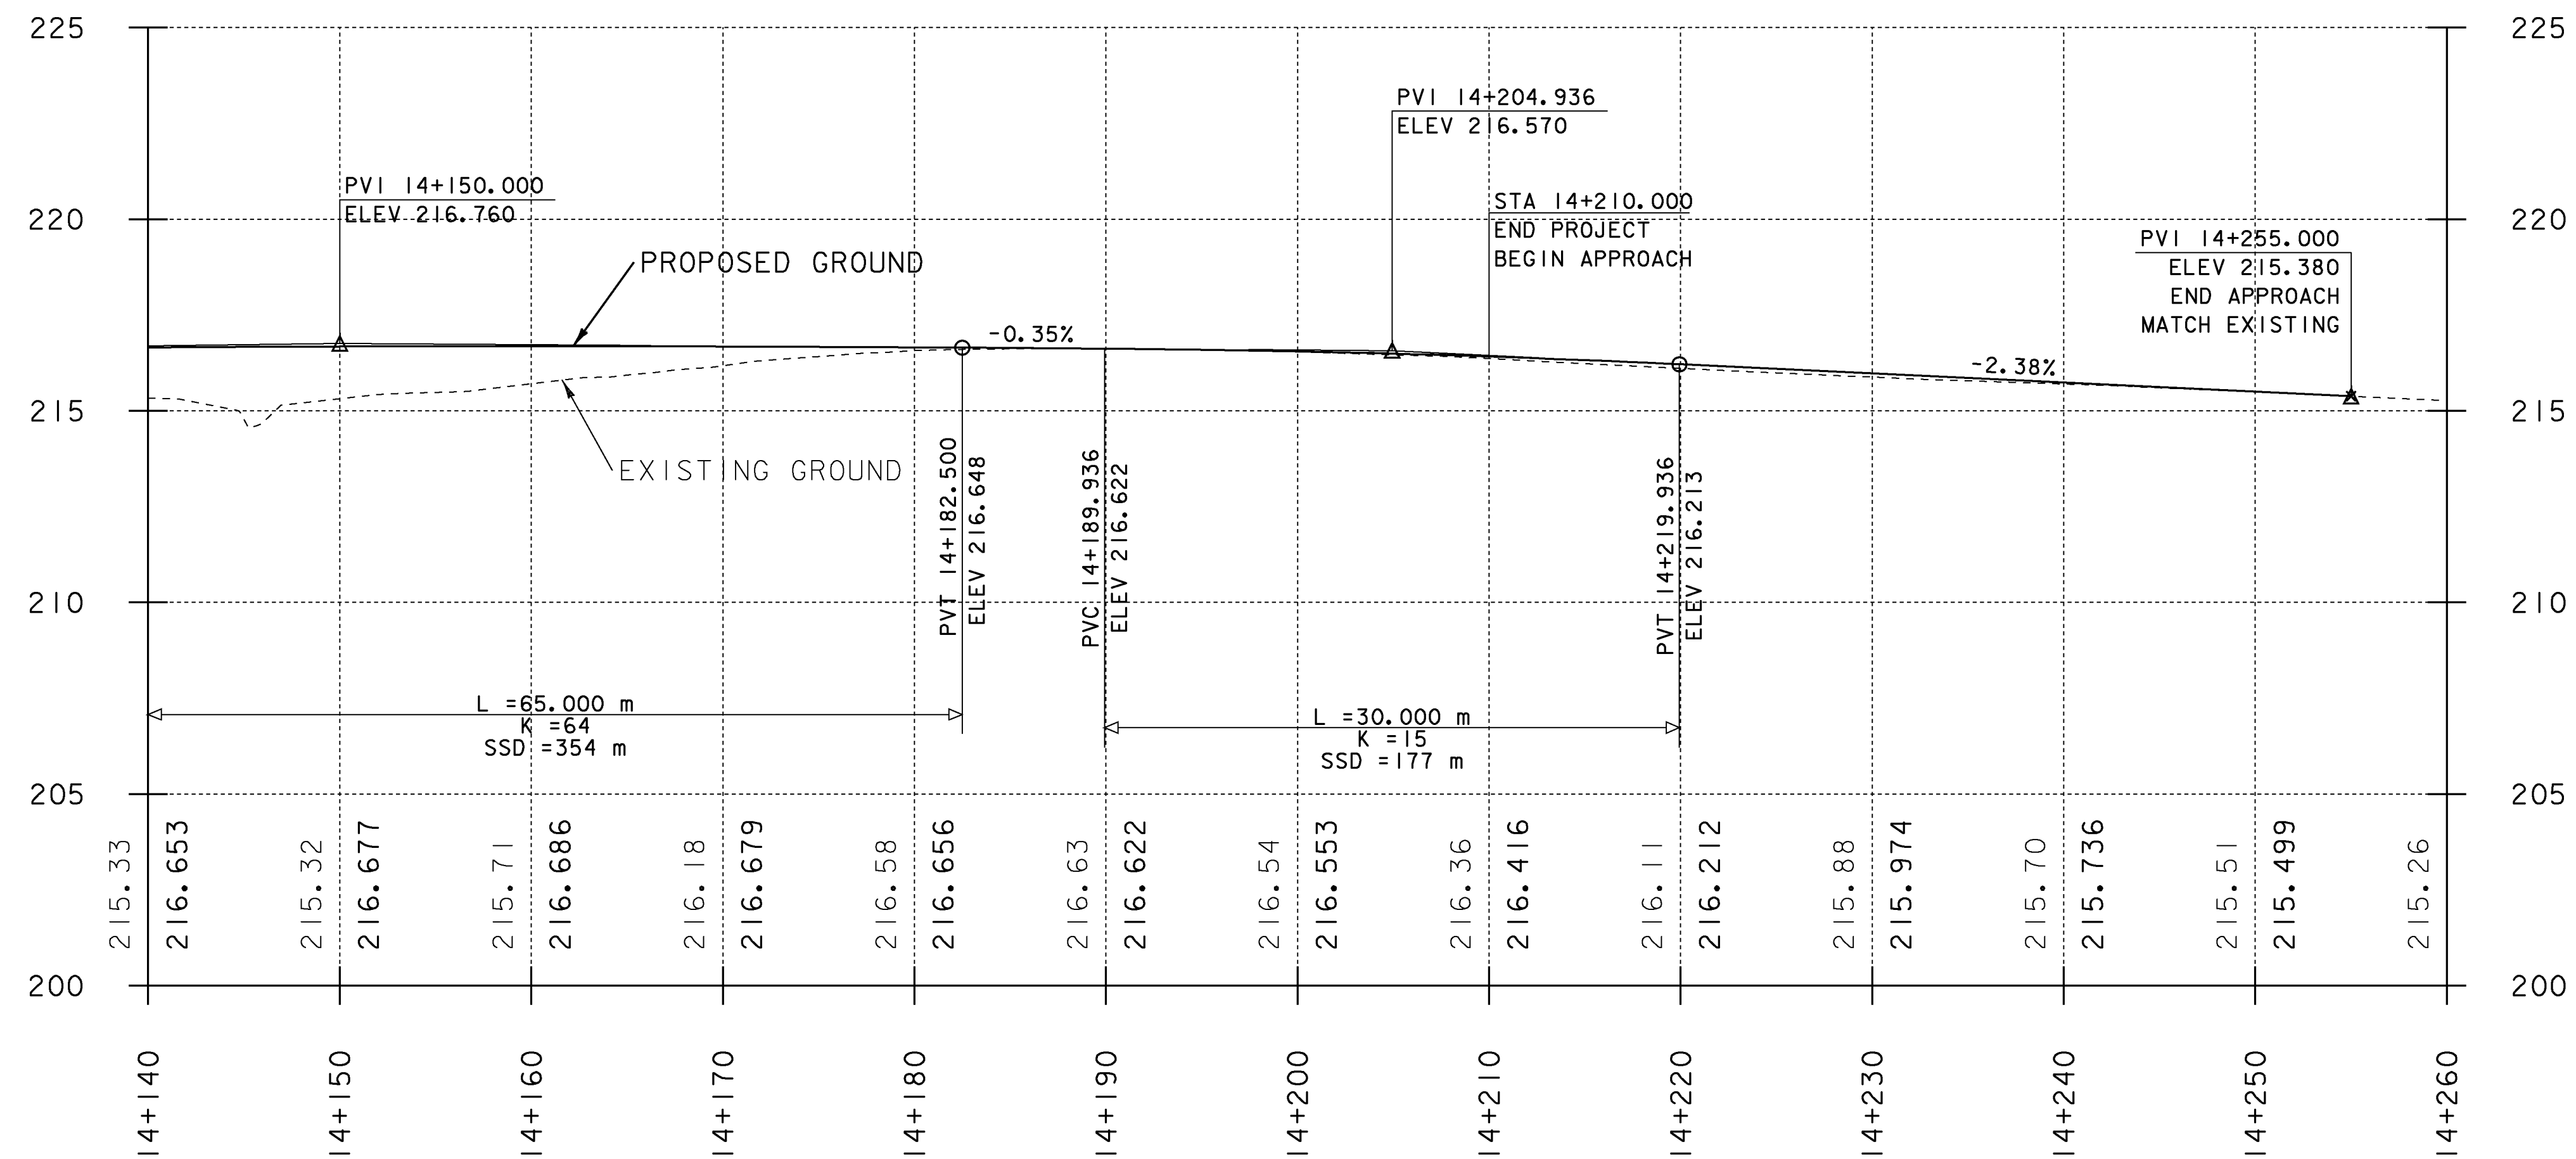 225
225
PVI 14+204.936
ELEV 216.570
PVI 14+150.000
ELEV 216.760
STA 14+210.000
END PROJECT
BEGIN APPROACH
220
220
PVI 14+255.000
ELEV 215.380
END APPROACH
MATCH EXISTING
PROPOSED GROUND
-0.35%
-2.38%
215
215
EXISTING GROUND
PVT 14+182.500
ELEV 216.648
PVC 14+189.936
ELEV 216.622
PVT 14+219.936
ELEV 216.213
210
210
L =65.000 m
K =64
SSD =354 m
L =30.000 m
K =15
SSD =177 m
205
205
215.33
216.653
215.32
216.677
215.71
216.686
216.18
216.679
216.58
216.656
216.63
216.622
216.54
216.553
216.36
216.416
216.11
216.212
215.88
215.974
215.70
215.736
215.51
215.499
215.26
200
200
14+140
14+150
14+160
14+170
14+180
14+190
14+200
14+210
14+220
14+230
14+240
14+250
14+260